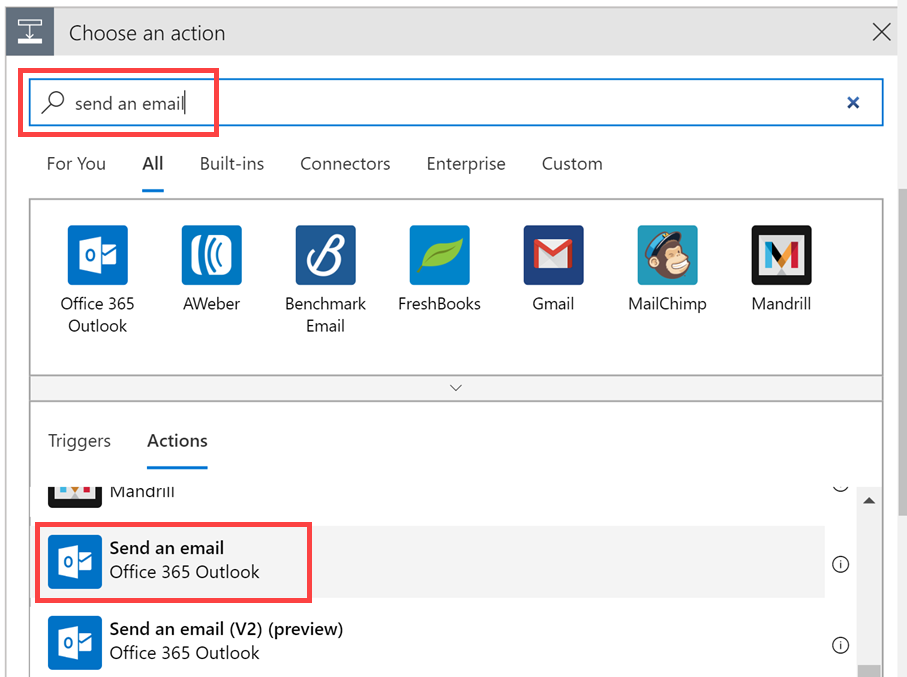 Choose an action
send an email
For You All Built-ins Connectors Enterprise Custom
Office 365 Outlook
AWeber
Benchmark Email
FreshBooks
Gmail
MailChimp
Mandrill
Triggers Actions
Mandrill
Send an email
Office 365 Outlook
Send an email (V2) (preview)
Office 365 Outlook